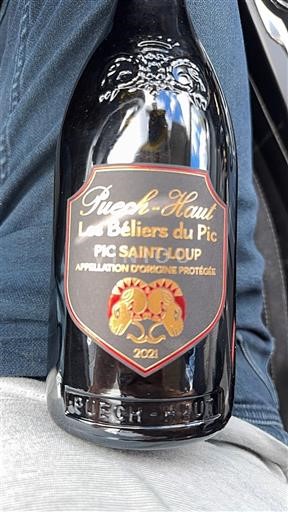 Puech-Haut
Les Béliers du Pic
PIC SAINT-LOUP
APPELLATION D'ORIGINE PROTÉGÉE
2021
PUECH-HAUT